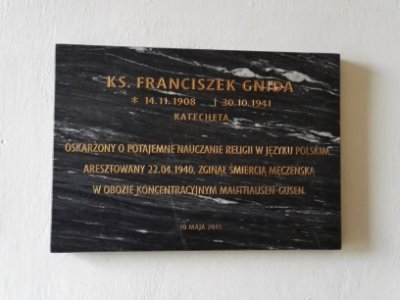 KS. FRANCISZEK GNIDA
* 14.11.1908 † 30.10.1941
KATECHETA
OSKARŻONY O POTAJEMNE NAUCZANIE RELIGII W JĘZYKU POLSKIM,
ARESZTOWANY 22.04.1940, ZGINĄŁ ŚMIERCIĄ MĘCZEŃSKĄ
W OBOZIE KONCENTRACYJNYM MAUTHAUSEN-GUSEN.
10 MAJA 2015